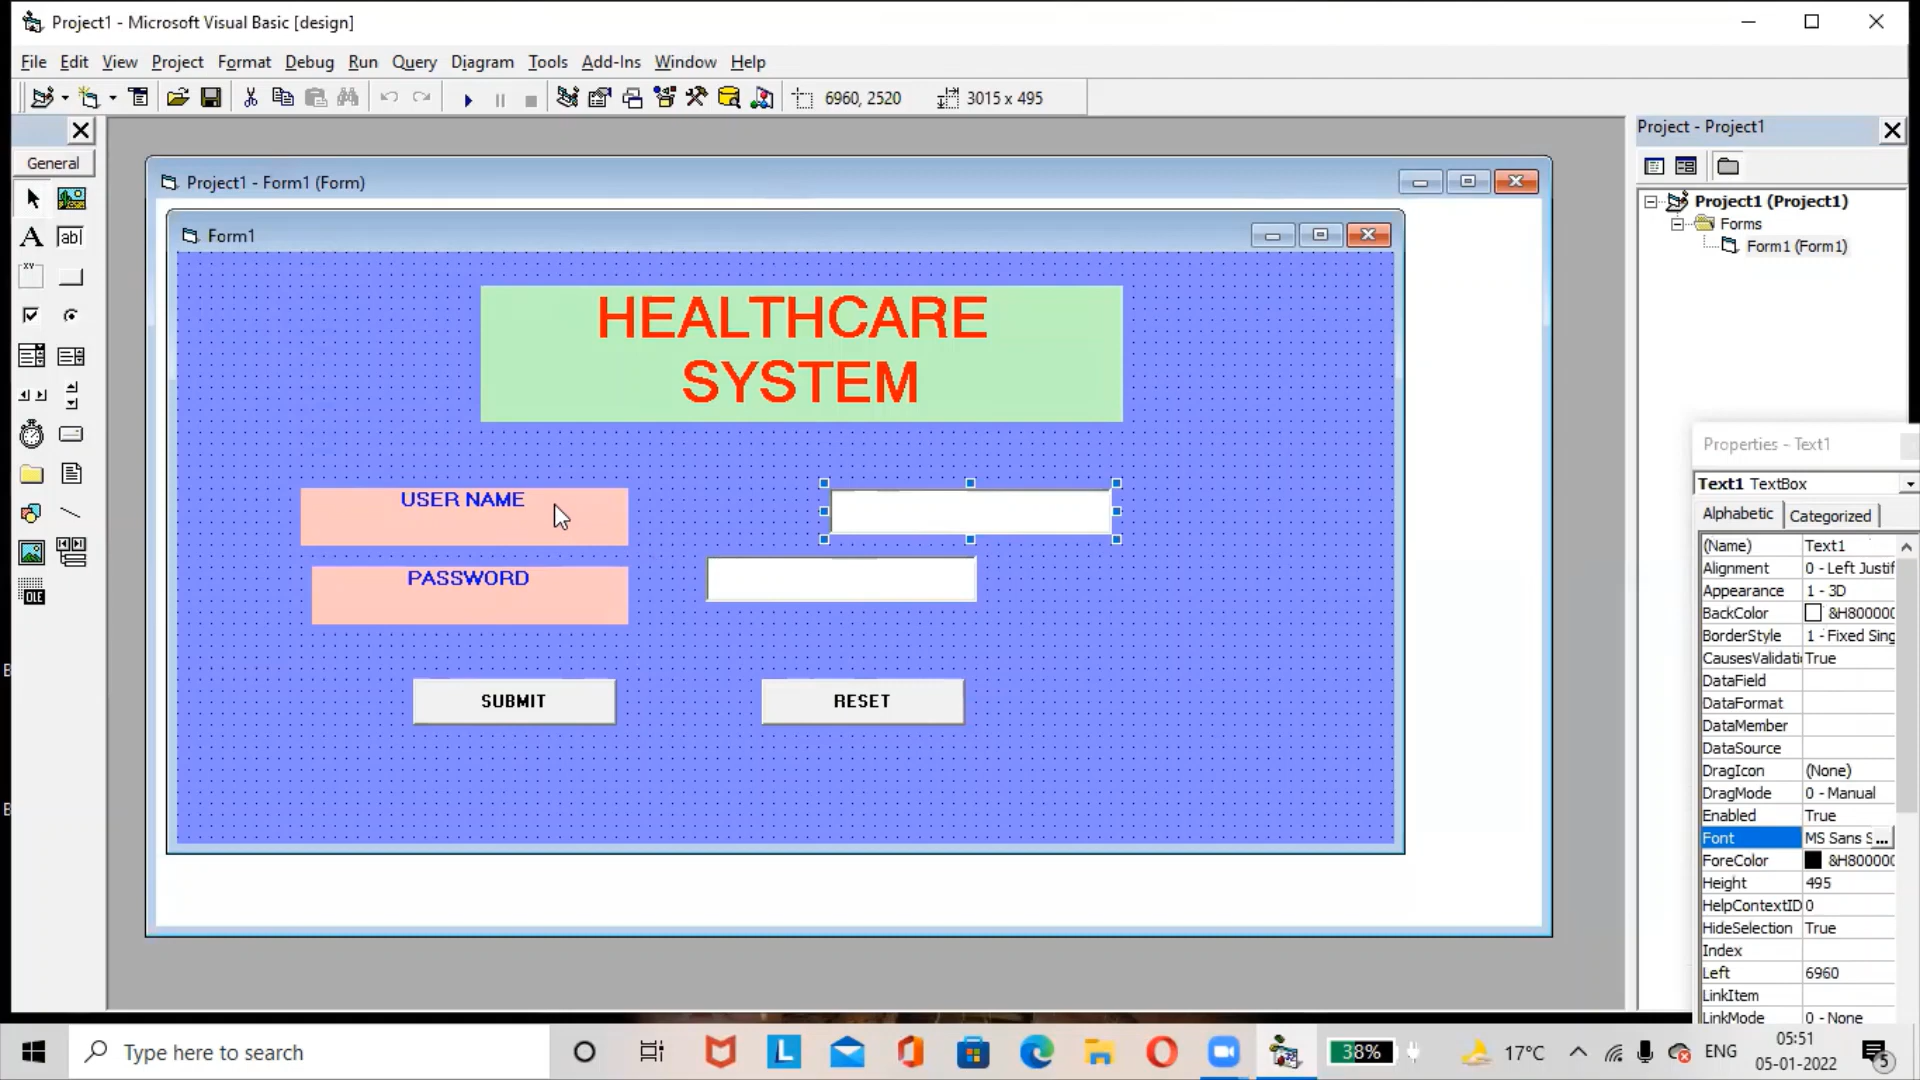 Project1 - Microsoft Visual Basic [design]
File Edit View Project Format Debug Run Query Diagram Tools Add-Ins Window Help
6960, 2520 3015 x 495
General
A
ab|
XY
OLE
Project1 - Form1 (Form)
Form1
HEALTHCARE
SYSTEM
USER NAME
PASSWORD
SUBMIT RESET
Project - Project1
Project1 (Project1)
Forms
Form1 (Form1)
Properties - Text1
Text1 TextBox
Alphabetic Categorized
(Name) Text1
Alignment 0 - Left Justif
Appearance 1 - 3D
BackColor &H800000
BorderStyle 1 - Fixed Sing
CausesValidati True
DataField
DataFormat
DataMember
DataSource
DragIcon (None)
DragMode 0 - Manual
Enabled True
Font MS Sans S ...
ForeColor &H800000
Height 495
HelpContextID 0
HideSelection True
Index
Left 6960
LinkItem
LinkMode 0 - None
B
B
Type here to search
L
38%
17°C
ENG
05:51
05-01-2022
5